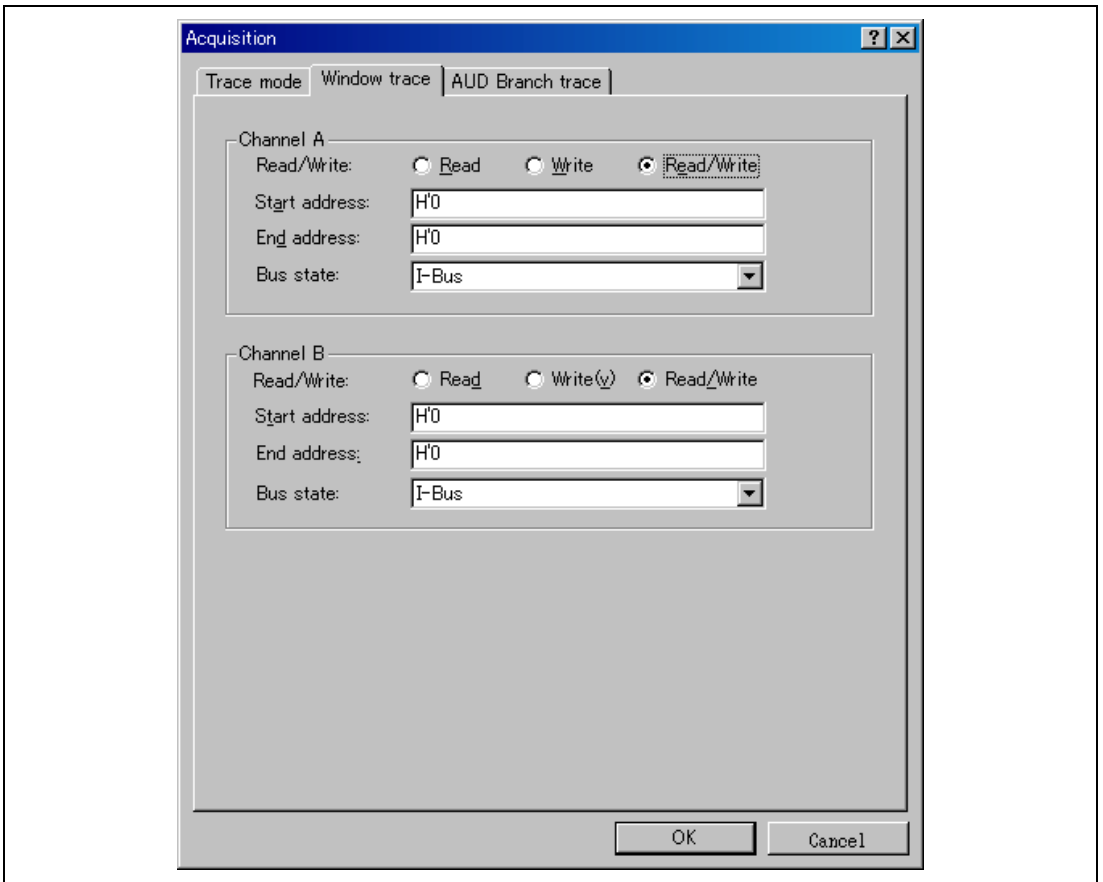 Acquisition
Trace mode Window trace AUD Branch trace
Channel A
Read/Write: Read Write Read/Write
Start address: H'0
End address: H'0
Bus state: I-Bus
Channel B
Read/Write: Read Write(v) Read/Write
Start address: H'0
End address: H'0
Bus state: I-Bus
OK Cancel